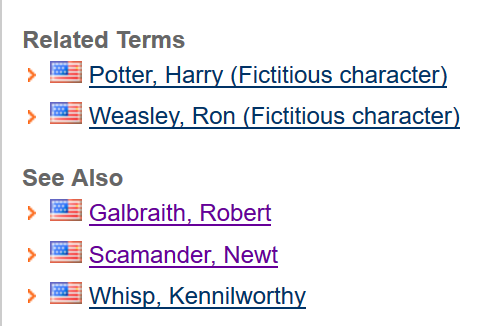 Related Terms
Potter, Harry (Fictitious character)
Weasley, Ron (Fictitious character)
See Also
Galbraith, Robert
Scamander, Newt
Whisp, Kennilworthy